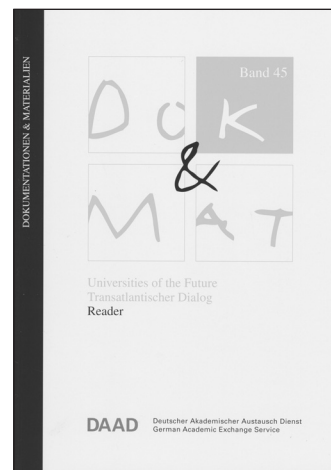 DOKUMENTATIONEN & MATERIALIEN
Band 45
DOK
&
MAT
Universities of the Future
Transatlantischer Dialog
Reader
DAAD
Deutscher Akademischer Austausch Dienst
German Academic Exchange Service